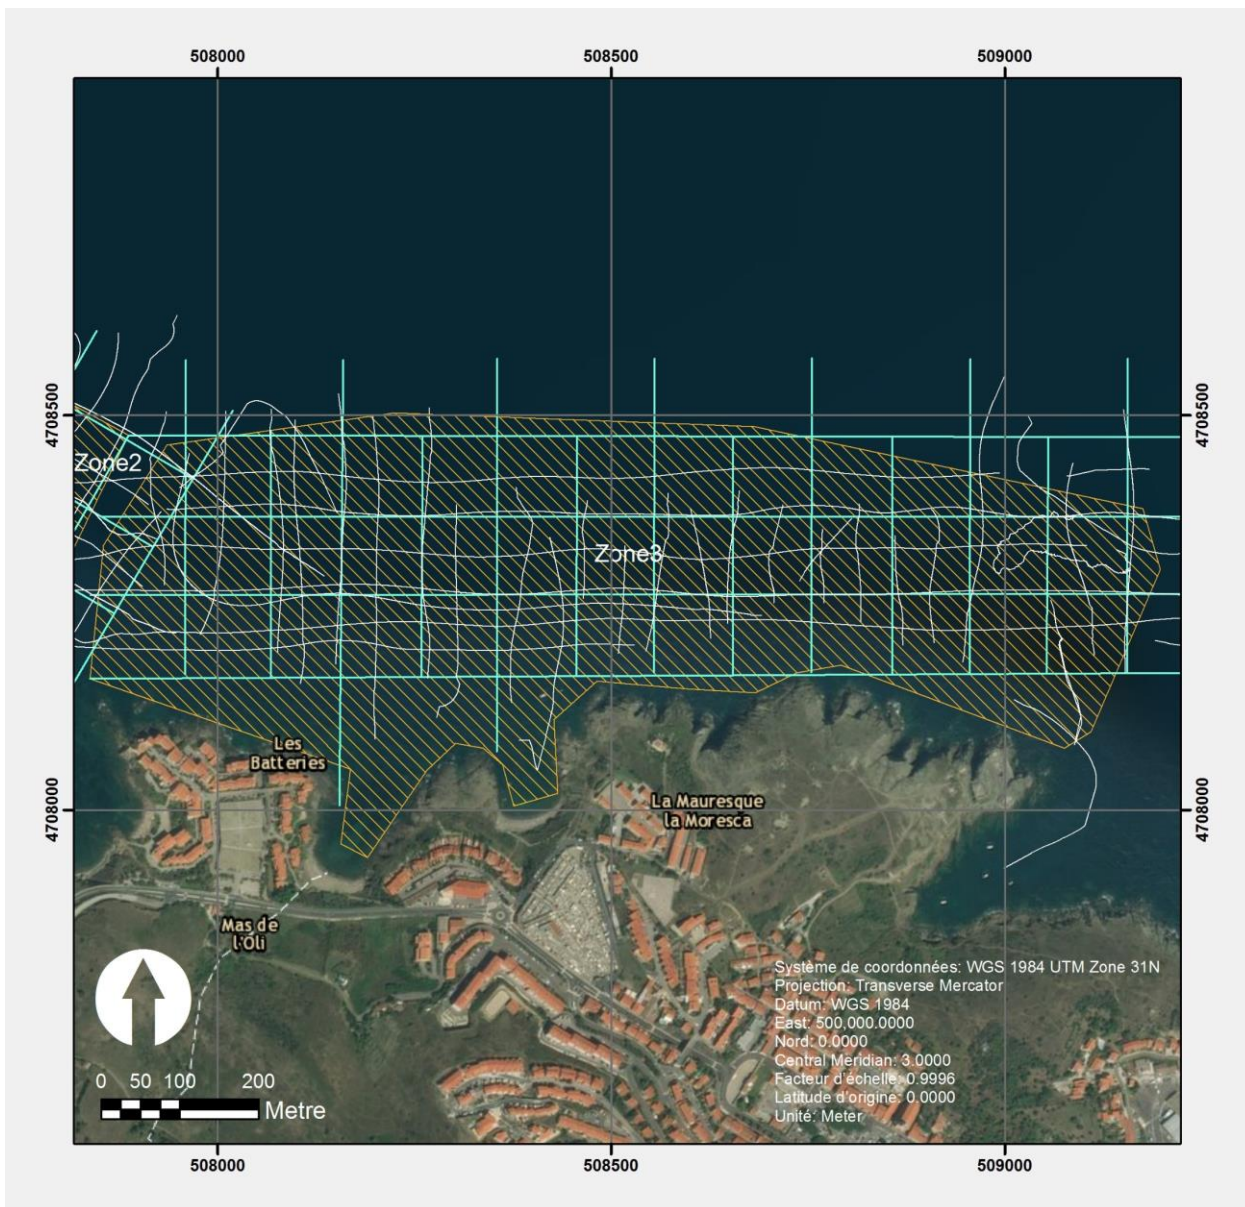 508000
508500
509000
4708500
4708500
Zone2
Zone3
Les
Batteries
La Mauresque
la Moresca
4708000
4708000
Mas de
l'Oli
Système de coordonnées: WGS 1984 UTM Zone 31N
Projection: Transverse Mercator
Datum: WGS 1984
East: 500,000.0000
Nord: 0.0000
Central Meridian: 3.0000
Facteur d'échelle: 0.9996
Latitude d'origine: 0.0000
Unité: Meter
0 50 100 200
Metre
508000
508500
509000